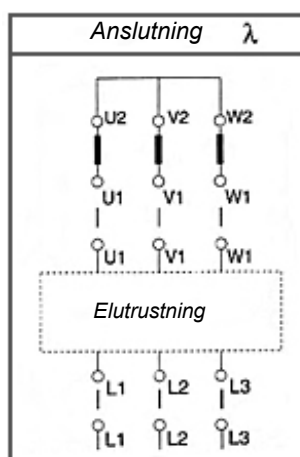 Anslutning λ
U2 V2 W2
U1 V1 W1
U1 V1 W1
Elutrustning
L1 L2 L3
L1 L2 L3